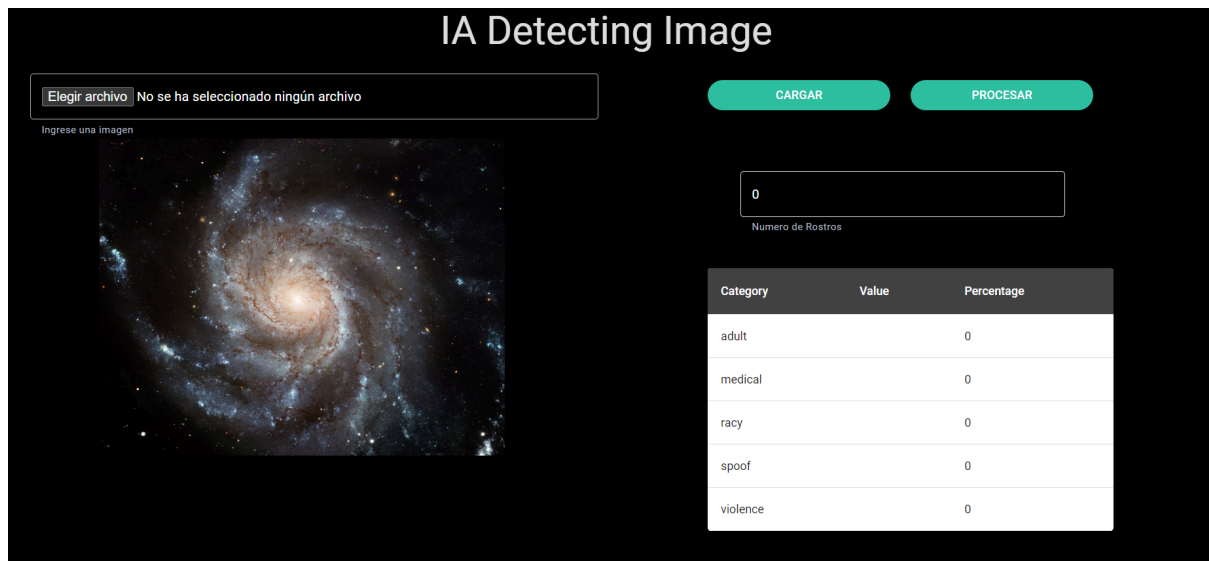 IA Detecting Image
Elegir archivo No se ha seleccionado ningún archivo
Ingrese una imagen
CARGAR PROCESAR
0
Numero de Rostros
Category Value Percentage
adult 0
medical 0
racy 0
spoof 0
violence 0